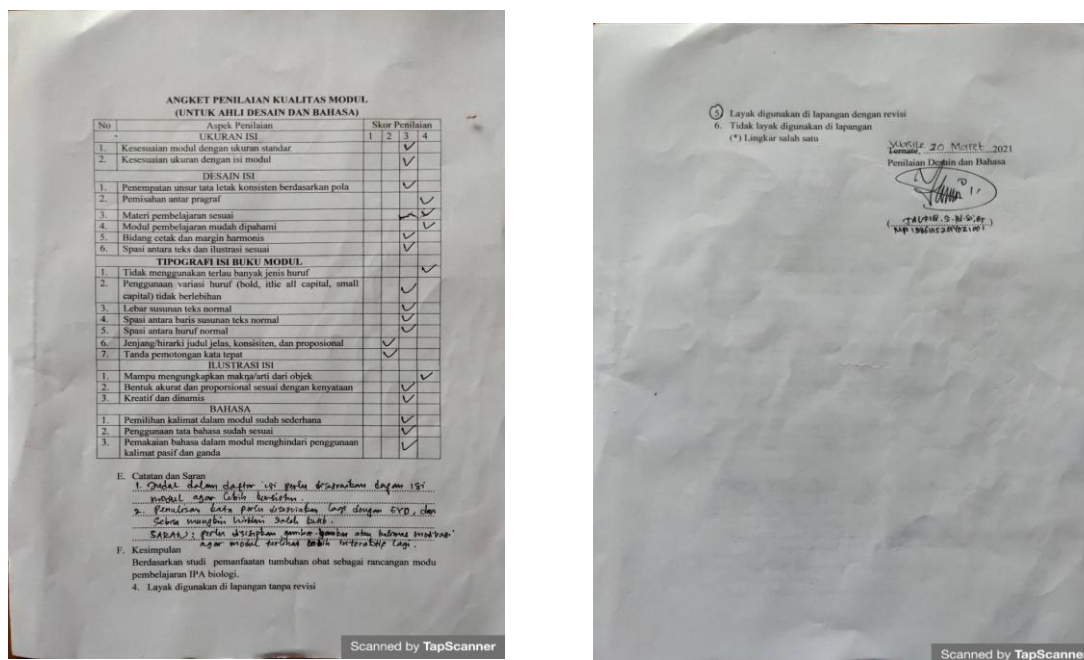 ANGKET PENILAIAN KUALITAS MODUL
(UNTUK AHLI DESAIN DAN BAHASA)
No Aspek Penilaian Skor Penilaian
UKURAN ISI 1 2 3 4
1. Kesesuaian modul dengan ukuran standar
2. Kesesuaian ukuran dengan isi modul
DESAIN ISI
1. Penempatan unsur tata letak konsisten berdasarkan pola
2. Pemisahan antar pragraf
3. Materi pembelajaran sesuai
4. Modul pembelajaran mudah dipahami
5. Bidang cetak dan margin harmonis
6. Spasi antara teks dan ilustrasi sesuai
TIPOGRAFI ISI BUKU MODUL
1. Tidak menggunakan terlau banyak jenis huruf
2. Penggunaan variasi huruf (bold, itlic all capital, small
capital) tidak berlebihan
3. Lebar susunan teks normal
4. Spasi antara baris susunan teks normal
5. Spasi antara huruf normal
6. Jenjang/hirarki judul jelas, konsisiten, dan proposional
7. Tanda pemotongan kata tepat
ILUSTRASI ISI
1. Mampu mengungkapkan makna/arti dari objek
2. Bentuk akurat dan proporsional sesuai dengan kenyataan
3. Kreatif dan dinamis
BAHASA
1. Pemilihan kalimat dalam modul sudah sederhana
2. Penggunaan tata bahasa sudah sesuai
3. Pemakaian bahasa dalam modul menghindari penggunaan
kalimat pasif dan ganda
E. Catatan dan Saran
1. Judul dalam daftar isi perlu disesuaikan dengan isi
modul agar lebih konsisten.
2. Penulisan kata perlu disesuaikan lagi dengan EYD, dan
sebisa mungkin hindari salah ketik.
SARAN : perlu disisipkan gambar-gambar atau motivasi
agar modul terlihat lebih interaktif lagi.
F. Kesimpulan
Berdasarkan studi pemanfaatan tumbuhan obat sebagai rancangan modu
pembelajaran IPA biologi.
4. Layak digunakan di lapangan tanpa revisi
Scanned by TapScanner
5. Layak digunakan di lapangan dengan revisi
6. Tidak layak digunakan di lapangan
(*) Lingkar salah satu
Ternate, 20 Maret 2021
Penilaian Desain dan Bahasa
Scanned by TapScanne